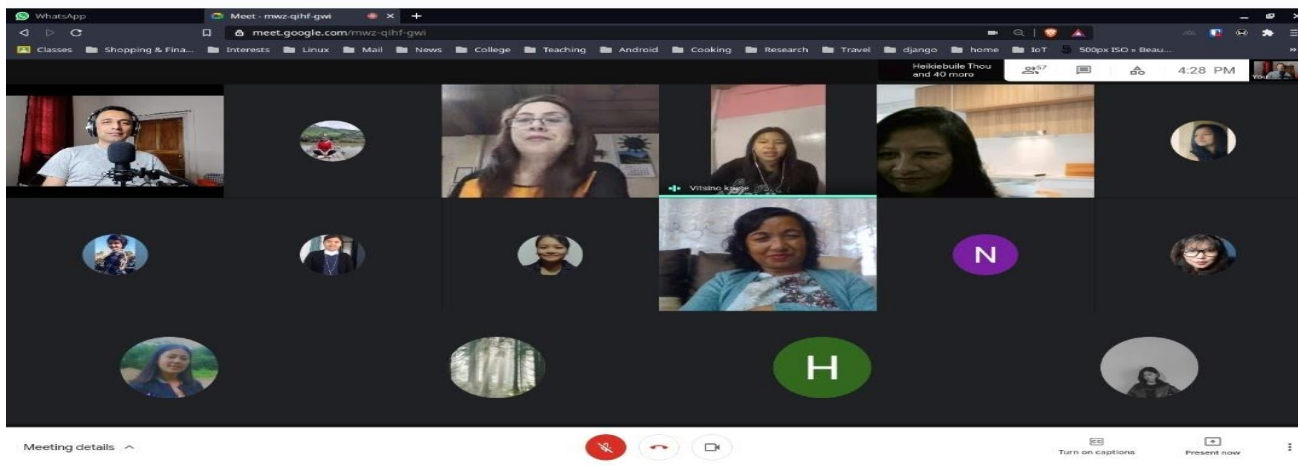 WhatsApp
Meet - mwz-qihf-gwi
meet.google.com/mwz-qihf-gwi
Classes Shopping & Fina... Interests Linux Mail News College Teaching Android Cooking Research Travel django home IoT 500px ISO » Beau...
Heikiebuile Thou
and 40 more
57
4:28 PM
You
Vitsino
N
H
Meeting details
Turn on captions
Present now